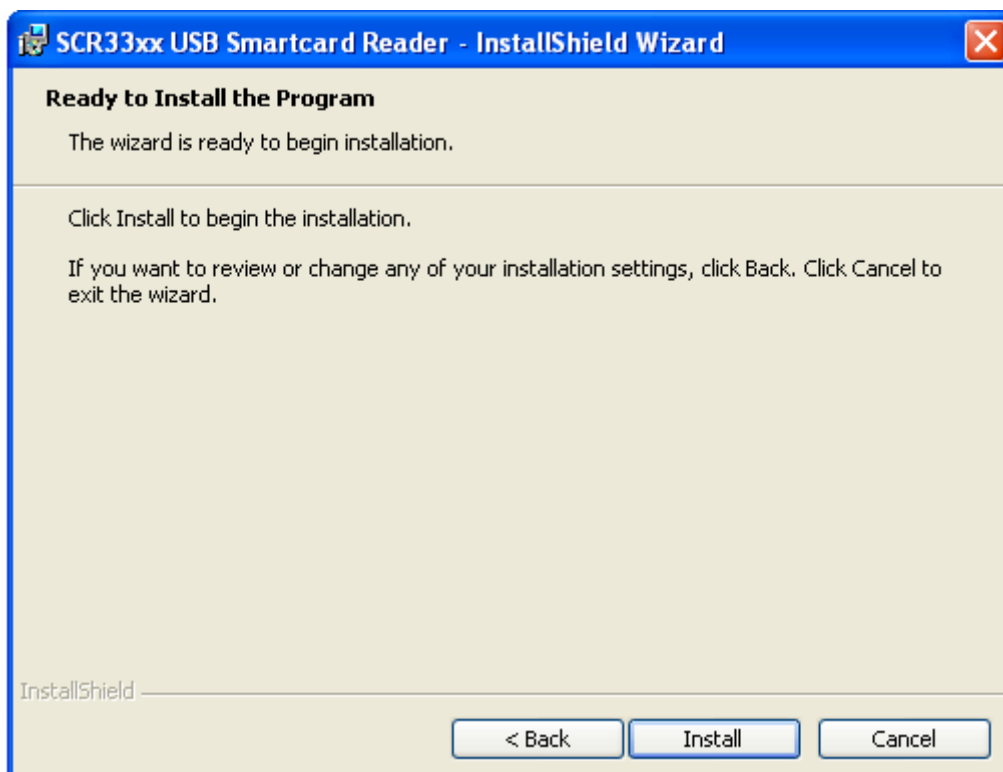 SCR33xx USB Smartcard Reader - InstallShield Wizard
Ready to Install the Program
The wizard is ready to begin installation.
Click Install to begin the installation.
If you want to review or change any of your installation settings, click Back. Click Cancel to
exit the wizard.
InstallShield
< Back Install Cancel